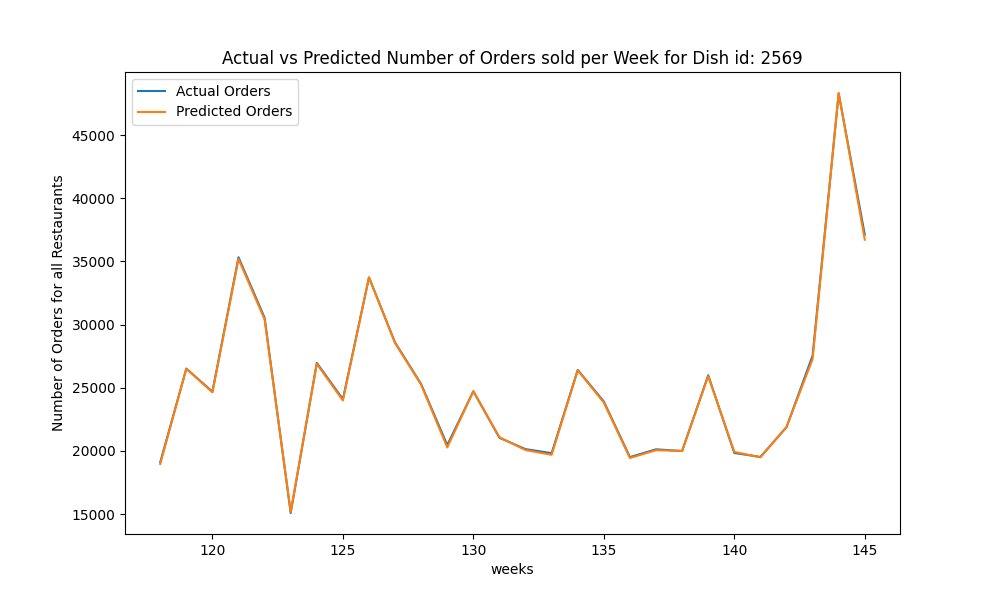 Actual vs Predicted Number of Orders sold per Week for Dish id: 2569
Actual Orders
Predicted Orders
Number of Orders for all Restaurants
45000
40000
35000
30000
25000
20000
15000
120 125 130 135 140 145
weeks